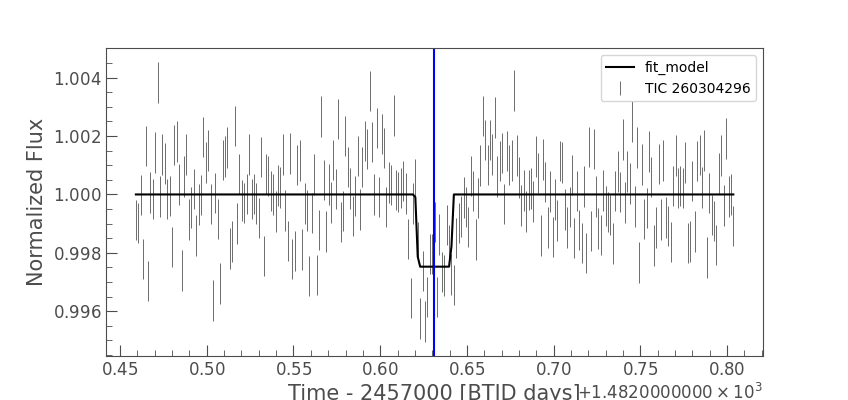 fit_model
TIC 260304296
Normalized Flux
1.004
1.002
1.000
0.998
0.996
0.45 0.50 0.55 0.60 0.65 0.70 0.75 0.80
Time - 2457000 [BTJD days]
+1.4820000000 × 10³